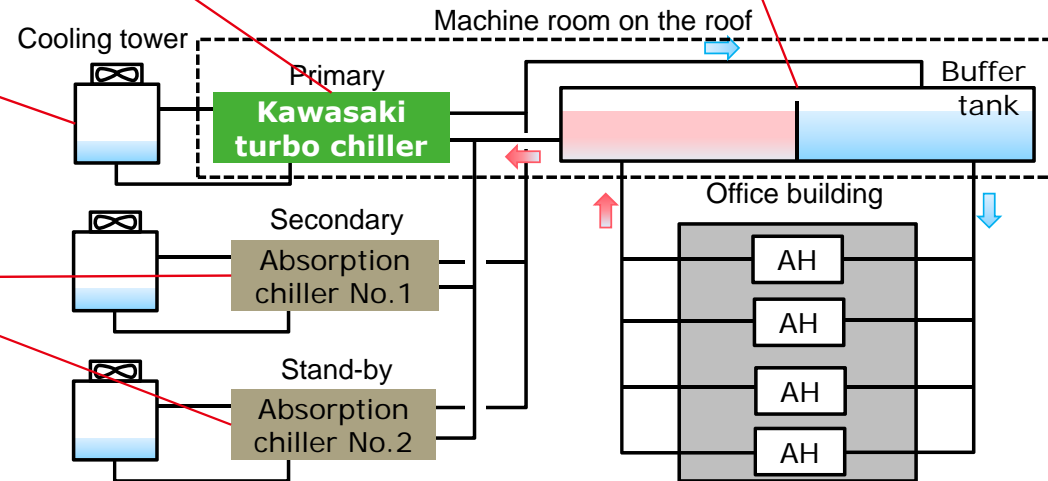 Machine room on the roof
Cooling tower
Primary
Kawasaki
turbo chiller
Buffer
tank
Office building
Secondary
Absorption
chiller No.1
Stand-by
Absorption
chiller No.2
AH
AH
AH
AH